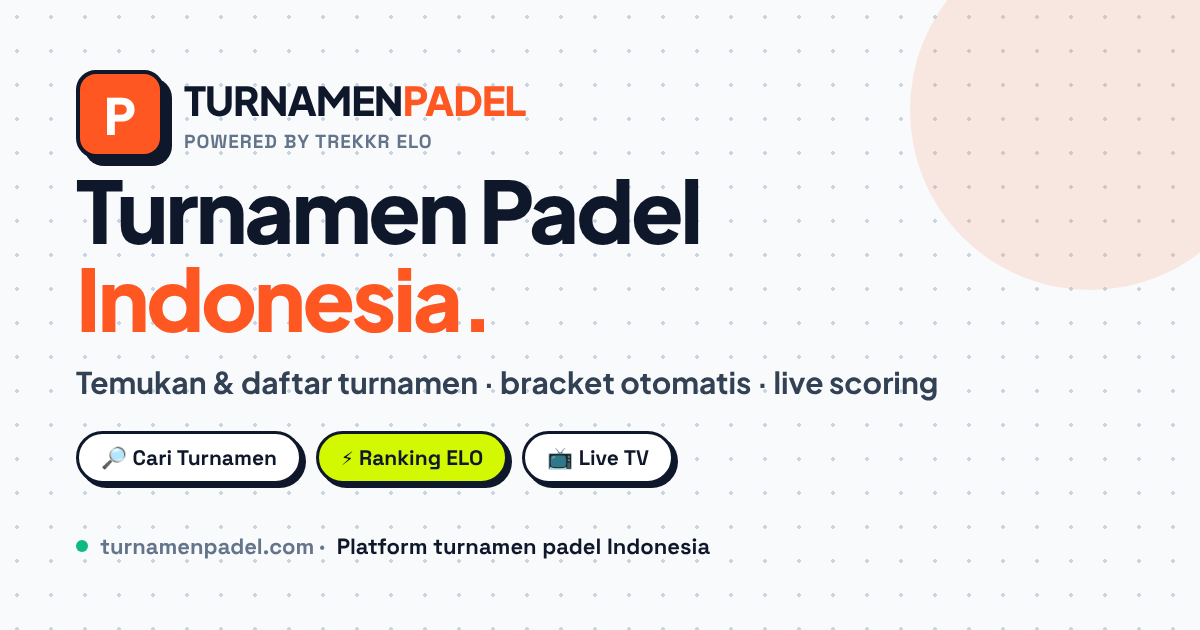 P
TURNAMENPADEL
POWERED BY TREKKR ELO
Turnamen Padel
Indonesia.
Temukan & daftar turnamen · bracket otomatis · live scoring
🔎 Cari Turnamen ⚡ Ranking ELO 📺 Live TV
turnamenpadel.com · Platform turnamen padel Indonesia